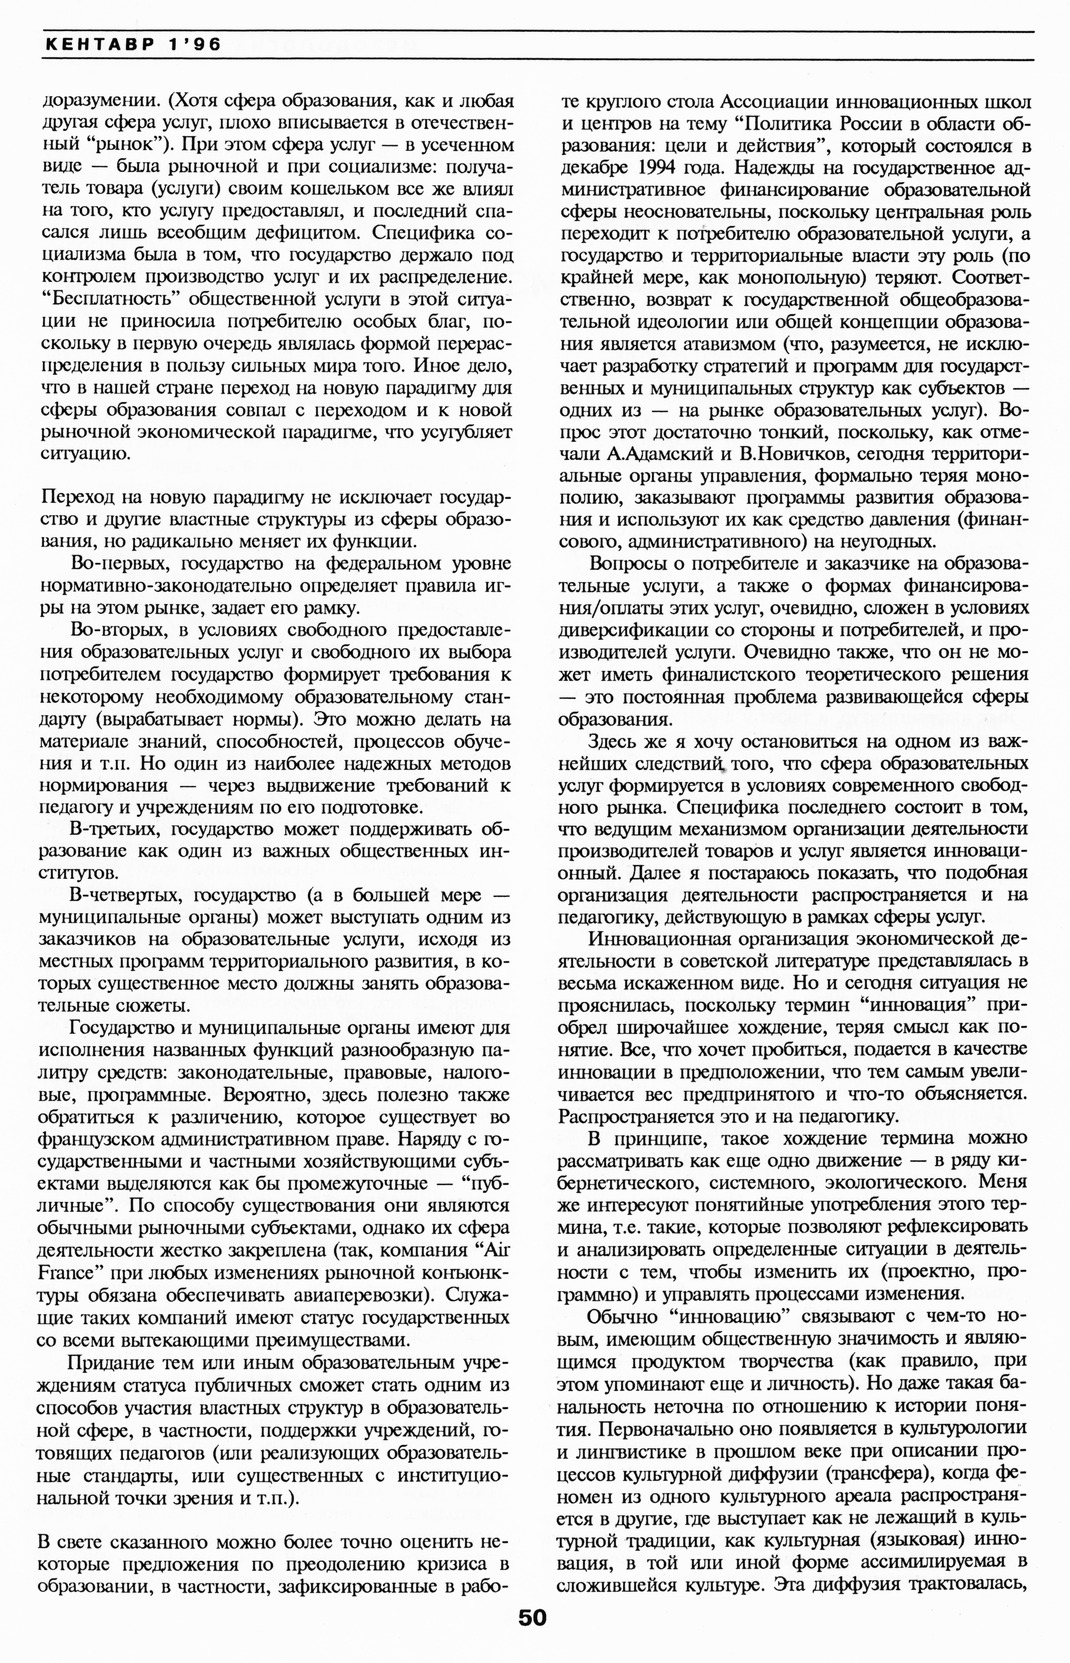 КЕНТАВР 1'96
доразумении. (Хотя сфера образования, как и любая
другая сфера услуг, плохо вписывается в отечествен-
ный “рынок”). При этом сфера услуг — в усеченном
виде — была рыночной и при социализме: получа-
тель товара (услуги) своим кошельком все же влиял
на того, кто услугу предоставлял, и последний спа-
сался лишь всеобщим дефицитом. Специфика со-
циализма была в том, что государство держало под
контролем производство услуг и их распределение.
“Бесплатность” общественной услуги в этой ситуа-
ции не приносила потребителю особых благ, по-
скольку в первую очередь являлась формой перерас-
пределения в пользу сильных мира того. Иное дело,
что в нашей стране переход на новую парадигму для
сферы образования совпал с переходом и к новой
рыночной экономической парадигме, что усугубляет
ситуацию.
Переход на новую парадигму не исключает государ-
ство и другие властные структуры из сферы образо-
вания, но радикально меняет их функции.
Во-первых, государство на федеральном уровне
нормативно-законодательно определяет правила иг-
ры на этом рынке, задает его рамку.
Во-вторых, в условиях свободного предоставле-
ния образовательных услуг и свободного их выбора
потребителем государство формирует требования к
некоторому необходимому образовательному стан-
дарту (вырабатывает нормы). Это можно делать на
материале знаний, способностей, процессов обуче-
ния и т.п. Но один из наиболее надежных методов
нормирования — через выдвижение требований к
педагогу и учреждениям по его подготовке.
В-третьих, государство может поддерживать об-
разование как один из важных общественных ин-
ститутов.
В-четвертых, государство (а в большей мере —
муниципальные органы) может выступать одним из
заказчиков на образовательные услуги, исходя из
местных программ территориального развития, в ко-
торых существенное место должны занять образова-
тельные сюжеты.
Государство и муниципальные органы имеют для
исполнения названных функций разнообразную па-
литру средств: законодательные, правовые, налого-
вые, программные. Вероятно, здесь полезно также
обратиться к различению, которое существует во
французском административном праве. Наряду с го-
сударственными и частными хозяйствующими субъ-
ектами выделяются как бы промежуточные — “пуб-
личные”. По способу существования они являются
обычными рыночными субъектами, однако их сфера
деятельности жестко закреплена (так, компания “Air
France” при любых изменениях рыночной конъюнк-
туры обязана обеспечивать авиаперевозки). Служа-
щие таких компаний имеют статус государственных
со всеми вытекающими преимуществами.
Придание тем или иным образовательным учре-
ждениям статуса публичных сможет стать одним из
способов участия властных структур в образователь-
ной сфере, в частности, поддержки учреждений, го-
товящих педагогов (или реализующих образователь-
ные стандарты, или существенных с институцио-
нальной точки зрения и т.п.).
В свете сказанного можно более точно оценить не-
которые предложения по преодолению кризиса в
образовании, в частности, зафиксированные в рабо-
те круглого стола Ассоциации инновационных школ
и центров на тему “Политика России в области об-
разования: цели и действия”, который состоялся в
декабре 1994 года. Надежды на государственное ад-
министративное финансирование образовательной
сферы неосновательны, поскольку центральная роль
переходит к потребителю образовательной услуги, а
государство и территориальные власти эту роль (по
крайней мере, как монопольную) теряют. Соответ-
ственно, возврат к государственной общеобразова-
тельной идеологии или общей концепции образова-
ния является атавизмом (что, разумеется, не исклю-
чает разработку стратегий и программ для государст-
венных и муниципальных структур как субъектов —
одних из — на рынке образовательных услуг). Во-
прос этот достаточно тонкий, поскольку, как отме-
чали А.Адамский и В.Новичков, сегодня территори-
альные органы управления, формально теряя моно-
полию, заказывают программы развития образова-
ния и используют их как средство давления (финан-
сового, административного) на неугодных.
Вопросы о потребителе и заказчике на образова-
тельные услуги, а также о формах финансирова-
ния/оплаты этих услуг, очевидно, сложен в условиях
диверсификации со стороны и потребителей, и про-
изводителей услуги. Очевидно также, что он не мо-
жет иметь финалистского теоретического решения
— это постоянная проблема развивающейся сферы
образования.
Здесь же я хочу остановиться на одном из важ-
нейших следствий того, что сфера образовательных
услуг формируется в условиях современного свобод-
ного рынка. Специфика последнего состоит в том,
что ведущим механизмом организации деятельности
производителей товаров и услуг является инноваци-
онный. Далее я постараюсь показать, что подобная
организация деятельности распространяется и на
педагогику, действующую в рамках сферы услуг.
Инновационная организация экономической де-
ятельности в советской литературе представлялась в
весьма искаженном виде. Но и сегодня ситуация не
прояснилась, поскольку термин “инновация” при-
обрел широчайшее хождение, теряя смысл как по-
нятие. Все, что хочет пробиться, подается в качестве
инновации в предположении, что тем самым увели-
чивается вес предпринятого и что-то объясняется.
Распространяется это и на педагогику.
В принципе, такое хождение термина можно
рассматривать как еще одно движение — в ряду ки-
бернетического, системного, экологического. Меня
же интересуют понятийные употребления этого тер-
мина, т.е. такие, которые позволяют рефлексировать
и анализировать определенные ситуации в деятель-
ности с тем, чтобы изменить их (проектно, про-
граммно) и управлять процессами изменения.
Обычно “инновацию” связывают с чем-то но-
вым, имеющим общественную значимость и являю-
щимся продуктом творчества (как правило, при
этом упоминают еще и личность). Но даже такая ба-
нальность неточна по отношению к истории поня-
тия. Первоначально оно появляется в культурологии
и лингвистике в прошлом веке при описании про-
цессов культурной диффузии (трансфера), когда фе-
номен из одного культурного ареала распространя-
ется в другие, где выступает как не лежащий в куль-
турной традиции, как культурная (языковая) инно-
вация, в той или иной форме ассимилируемая в
сложившейся культуре. Эта диффузия трактовалась,
50